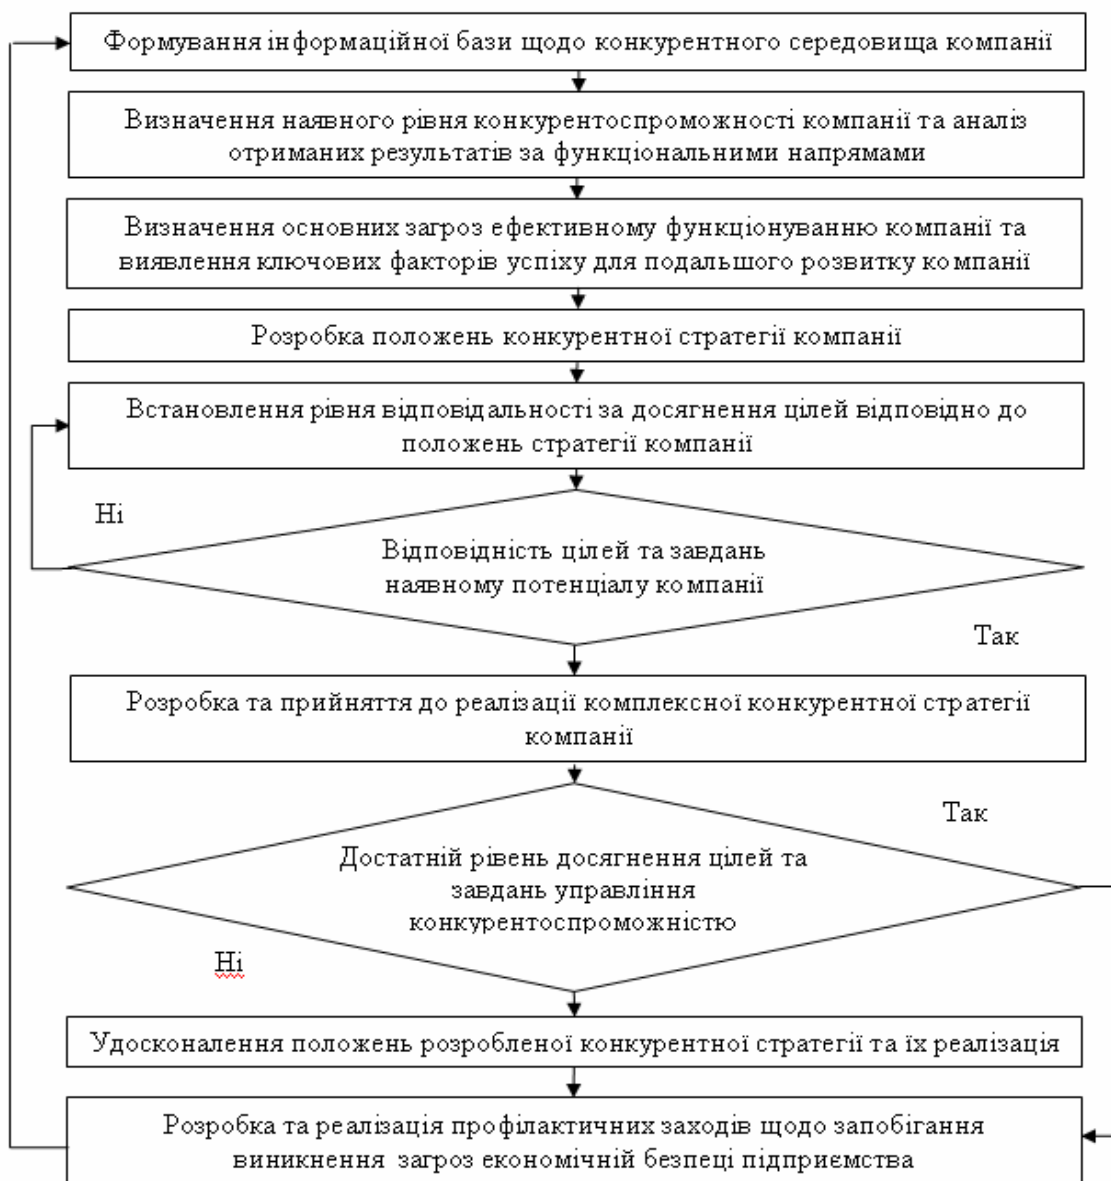 Формування інформаційної бази щодо конкурентного середовища компанії
Визначення наявного рівня конкурентоспроможності компанії та аналіз
отриманих результатів за функціональними напрямами
Визначення основних загроз ефективному функціонуванню компанії та
виявлення ключових факторів успіху для подальшого розвитку компанії
Розробка положень конкурентної стратегії компанії
Встановлення рівня відповідальності за досягнення цілей відповідно до
положень стратегії компанії
Ні
Відповідність цілей та завдань
наявному потенціалу компанії
Так
Розробка та прийняття до реалізації комплексної конкурентної стратегії
компанії
Так
Достатній рівень досягнення цілей та
завдань управління
конкурентоспроможністю
Ні
Удосконалення положень розробленої конкурентної стратегії та їх реалізація
Розробка та реалізація профілактичних заходів щодо запобігання
виникнення загроз економічній безпеці підприємства